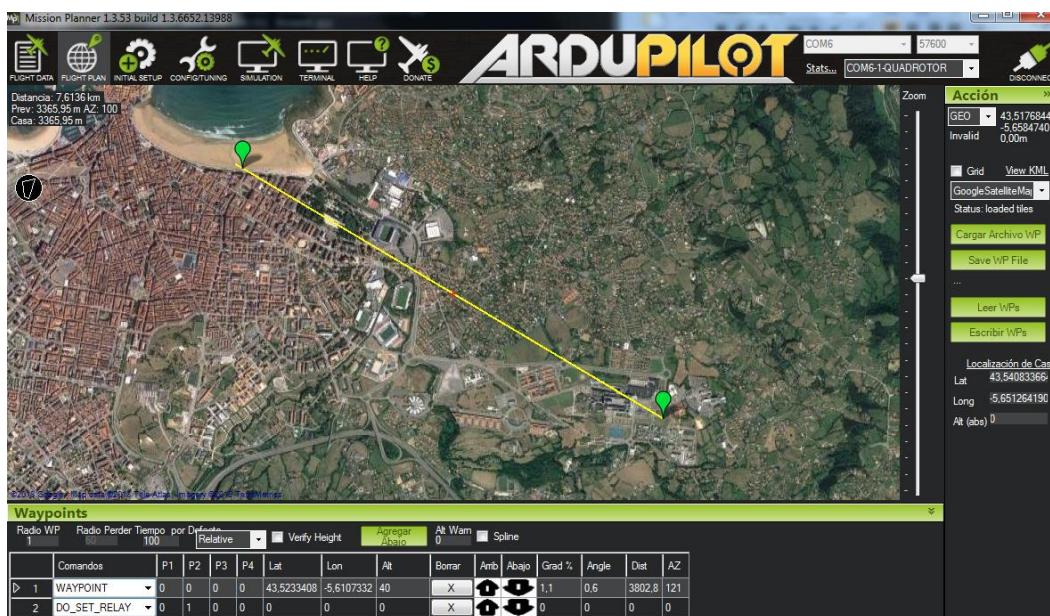 Mission Planner 1.3.53 build 1.3.6652.13988
FLIGHT DATA FLIGHT PLAN INITIAL SETUP CONFIG/TUNING SIMULATION TERMINAL HELP DONATE
ARDUPILOT
COM6 57600
Stats... COM6-1-QUADROTOR
DISCONNEC
Distancia: 7,6136 km
Prev: 3365,95 m AZ: 100
Casa: 3365,95 m
Zoom
Acción
GEO 43,5176844
-5,6584740
Invalid 0,00m
Grid View KML
GoogleSatelliteMap
Status: loaded tiles
Cargar Archivo WP
Save WP File
...
Leer WPs
Escribir WPs
Localización de Cas
Lat 43,54083366
Long -5,651264190
Alt (abs) 0
Waypoints
Radio WP Radio Perder Tiempo por Defecto Alt Warn
1 60 100 Relative Verify Height Agregar Abajo 0 Spline
Comandos P1 P2 P3 P4 Lat Lon Alt Borrar Arrib Abajo Grad % Angle Dist AZ
1 WAYPOINT 0 0 0 0 43,5233408 -5,6107332 40 X 1,1 0,6 3802,8 121
2 DO_SET_RELAY 0 1 0 0 0 0 0 X 0 0 0 0